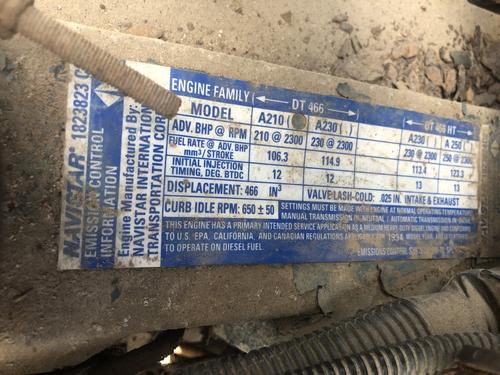 NAVISTAR® 1823823 C
EMISSION CONTROL
INFORMATION
Engine Manufactured By:
NAVISTAR INTERNATIONAL
TRANSPORTATION CORP.
ENGINE FAMILY ( DT 466 DT 466 HT
MODEL A210 ( ) A230 ( ) A230 ( ) A 250 ( )
ADV. BHP @ RPM 210 @ 2300 230 @ 2300 230 @ 2300 250 @ 2300
FUEL RATE @ ADV. BHP
mm³ / STROKE 106.3 114.9 113.4 123.3
INITIAL INJECTION
TIMING, DEG. BTDC 12 12 13 13
DISPLACEMENT: 466 IN³ VALVE LASH-COLD: .025 IN. INTAKE & EXHAUST
CURB IDLE RPM: 650 ± 50 SETTINGS MUST BE MADE WITH ENGINE AT NORMAL OPERATING TEMPERATURE
MANUAL TRANSMISSION IN NEUTRAL / AUTOMATIC TRANSMISSION IN
THIS ENGINE HAS A PRIMARY INTENDED SERVICE APPLICATION AS A MEDIUM HEAVY DUTY DIESEL ENGINE AND CONFORMS
TO U.S. EPA, CALIFORNIA, AND CANADIAN REGULATIONS MODEL YEAR
TO OPERATE ON DIESEL FUEL. EMISSIONS CONTROL